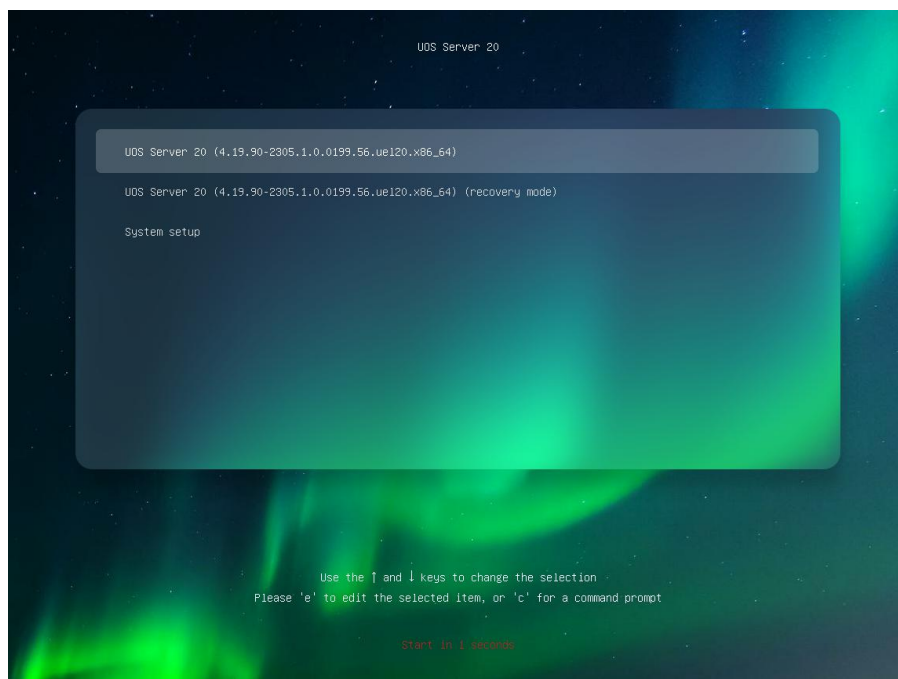 UOS Server 20
UOS Server 20 (4.19.90-2305.1.0.0199.56.uel20.x86_64)
UOS Server 20 (4.19.90-2305.1.0.0199.56.uel20.x86_64) (recovery mode)
System setup
Use the ↑ and ↓ keys to change the selection
Please 'e' to edit the selected item, or 'c' for a command prompt
Start in 1 seconds